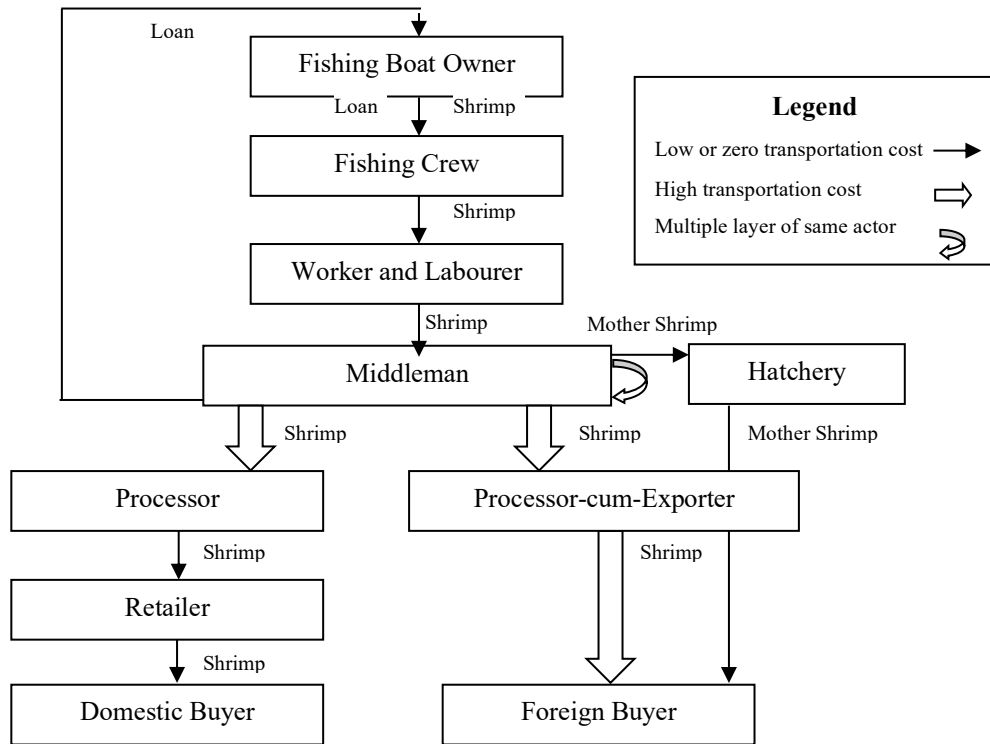 Loan
Fishing Boat Owner
Loan Shrimp
Fishing Crew
Shrimp
Worker and Labourer
Shrimp
Middleman
Mother Shrimp
Hatchery
Shrimp
Shrimp
Mother Shrimp
Processor
Processor-cum-Exporter
Shrimp
Shrimp
Retailer
Shrimp
Domestic Buyer
Foreign Buyer
Legend
Low or zero transportation cost
High transportation cost
Multiple layer of same actor